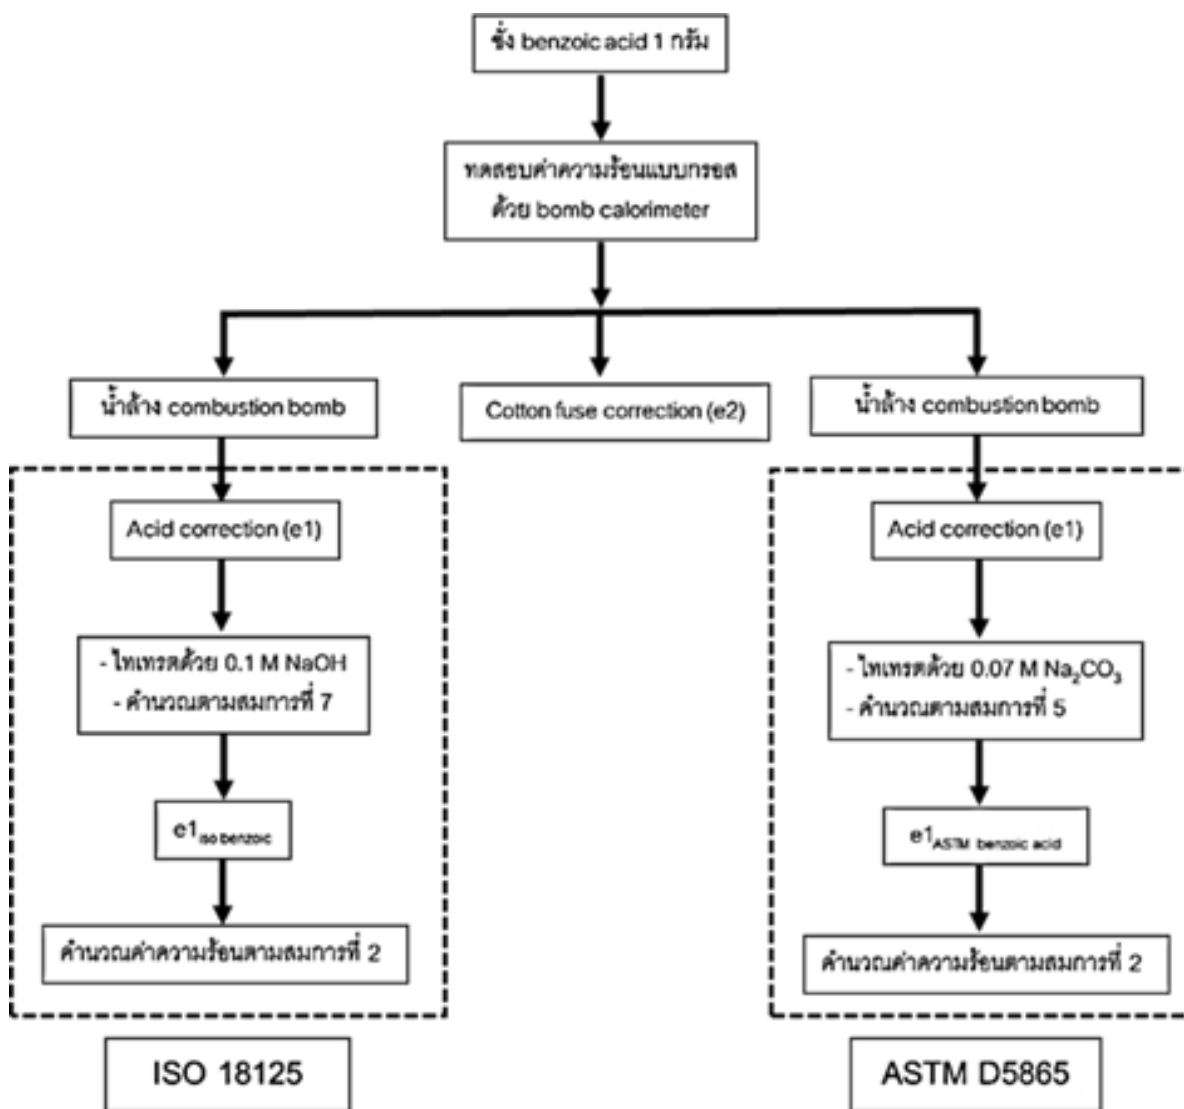 ชั่ง benzoic acid 1 กรัม
ทดสอบค่าความร้อนแบบกรอส
ด้วย bomb calorimeter
น้ำล้าง combustion bomb
Cotton fuse correction (e2)
น้ำล้าง combustion bomb
Acid correction (e1)
Acid correction (e1)
- ไทเทรตด้วย 0.1 M NaOH
- คำนวณตามสมการที่ 7
- ไทเทรตด้วย 0.07 M Na₂CO₃
- คำนวณตามสมการที่ 5
e1iso benzoic
e1ASTM benzoic acid
คำนวณค่าความร้อนตามสมการที่ 2
คำนวณค่าความร้อนตามสมการที่ 2
ISO 18125
ASTM D5865